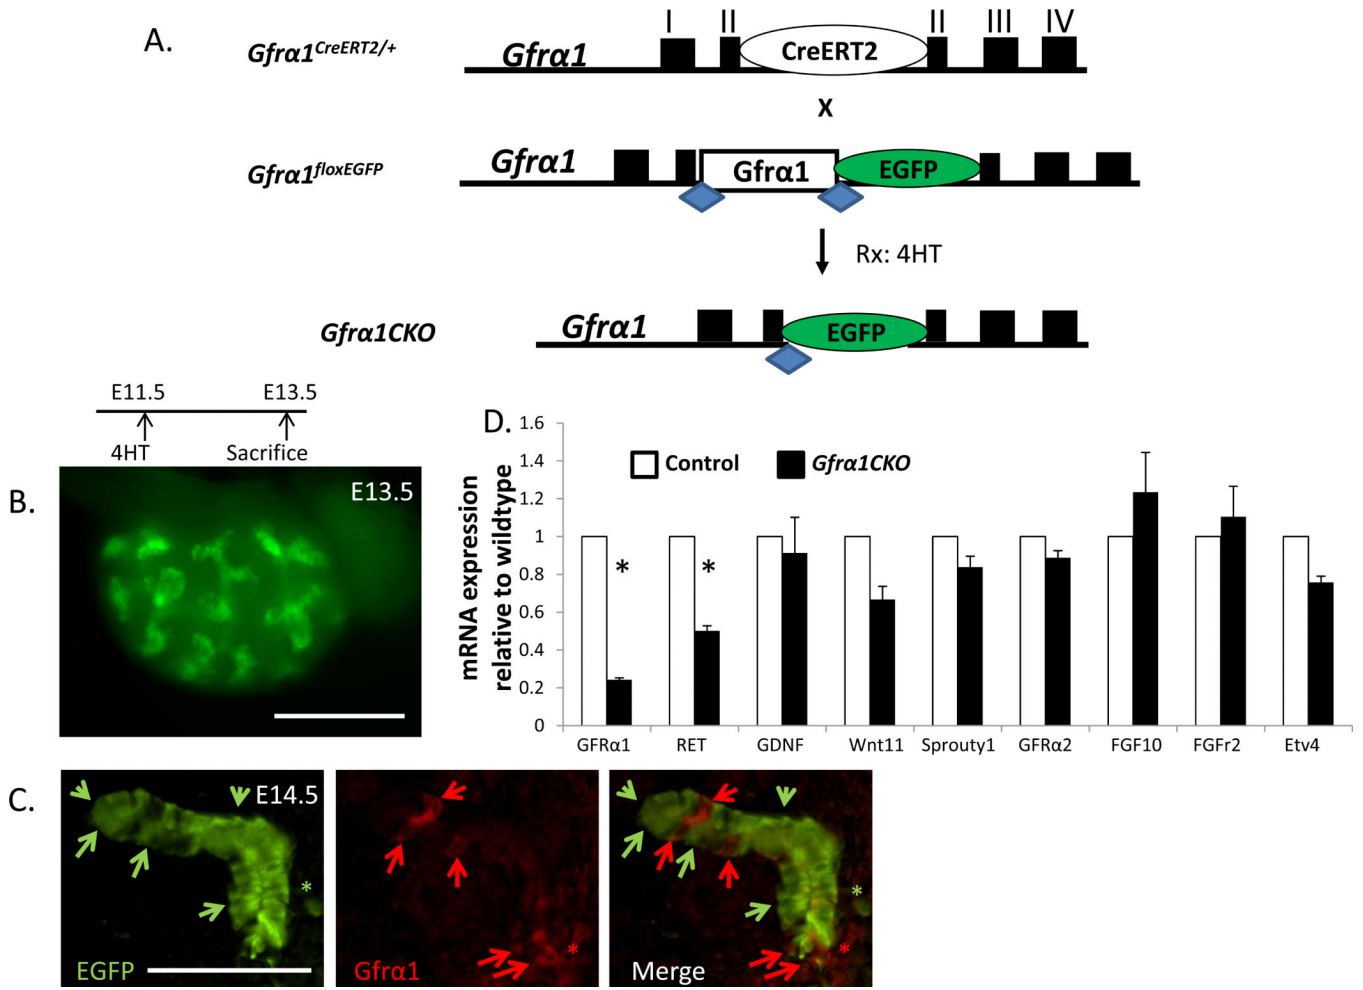 A.
I II II III IV
Gfrα1CreERT2/+
Gfrα1
CreERT2
X
Gfrα1floxEGFP
Gfrα1
Gfrα1
EGFP
Rx: 4HT
Gfrα1CKO
Gfrα1
EGFP
E11.5 E13.5
4HT Sacrifice
B.
E13.5
D.
mRNA expression
relative to wildtype
1.6
1.4
1.2
1
0.8
0.6
0.4
0.2
0
Control Gfrα1CKO
* *
GFRα1 RET GDNF Wnt11 Sprouty1 GFRα2 FGF10 FGFr2 Etv4
C.
E14.5
*
EGFP
*
Gfrα1
*
*
Merge